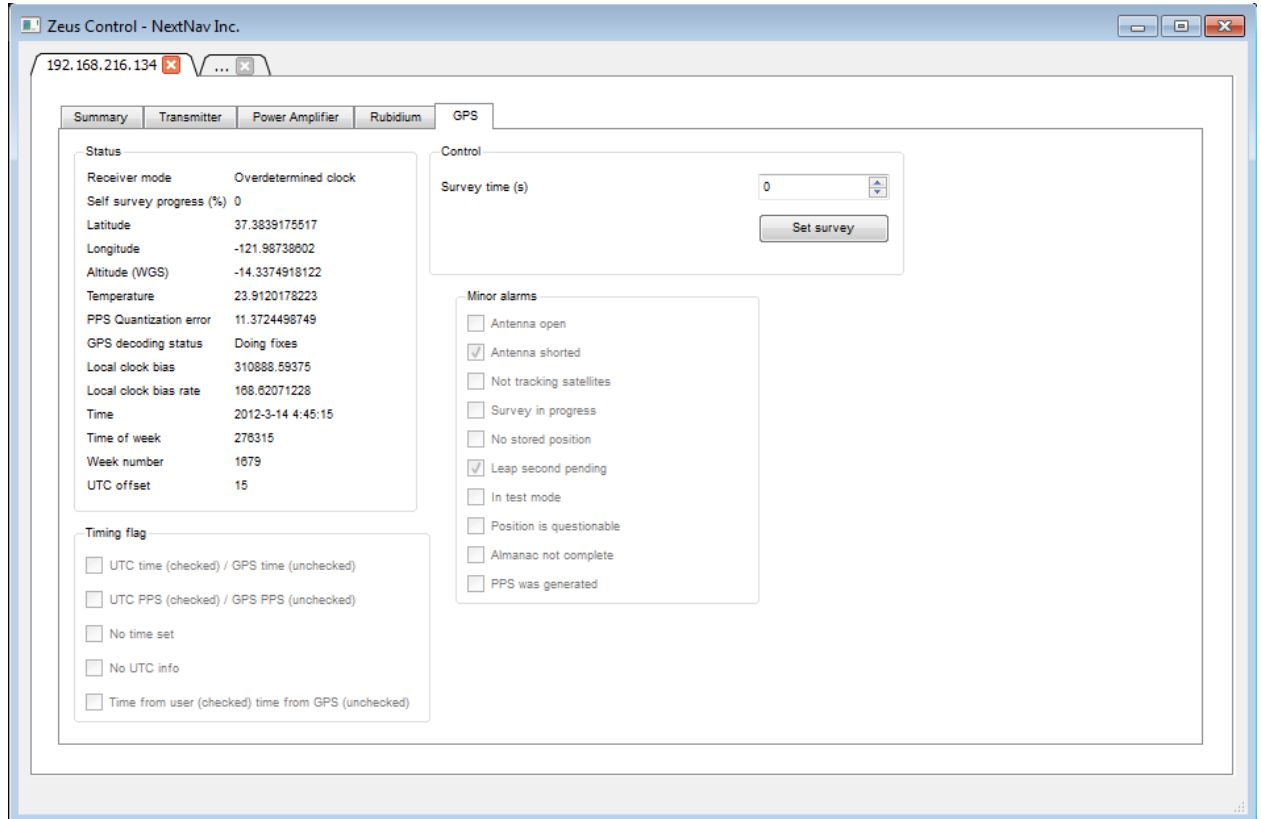 Zeus Control - NextNav Inc.
192.168.216.134
...
Summary Transmitter Power Amplifier Rubidium GPS
Status
Receiver mode Overdetermined clock
Self survey progress (%) 0
Latitude 37.3839175517
Longitude -121.98738602
Altitude (WGS) -14.3374918122
Temperature 23.9120178223
PPS Quantization error 11.3724498749
GPS decoding status Doing fixes
Local clock bias 310888.59375
Local clock bias rate 168.62071228
Time 2012-3-14 4:45:15
Time of week 276315
Week number 1679
UTC offset 15
Timing flag
UTC time (checked) / GPS time (unchecked)
UTC PPS (checked) / GPS PPS (unchecked)
No time set
No UTC info
Time from user (checked) time from GPS (unchecked)
Control
Survey time (s) 0
Set survey
Minor alarms
Antenna open
Antenna shorted
Not tracking satellites
Survey in progress
No stored position
Leap second pending
In test mode
Position is questionable
Almanac not complete
PPS was generated